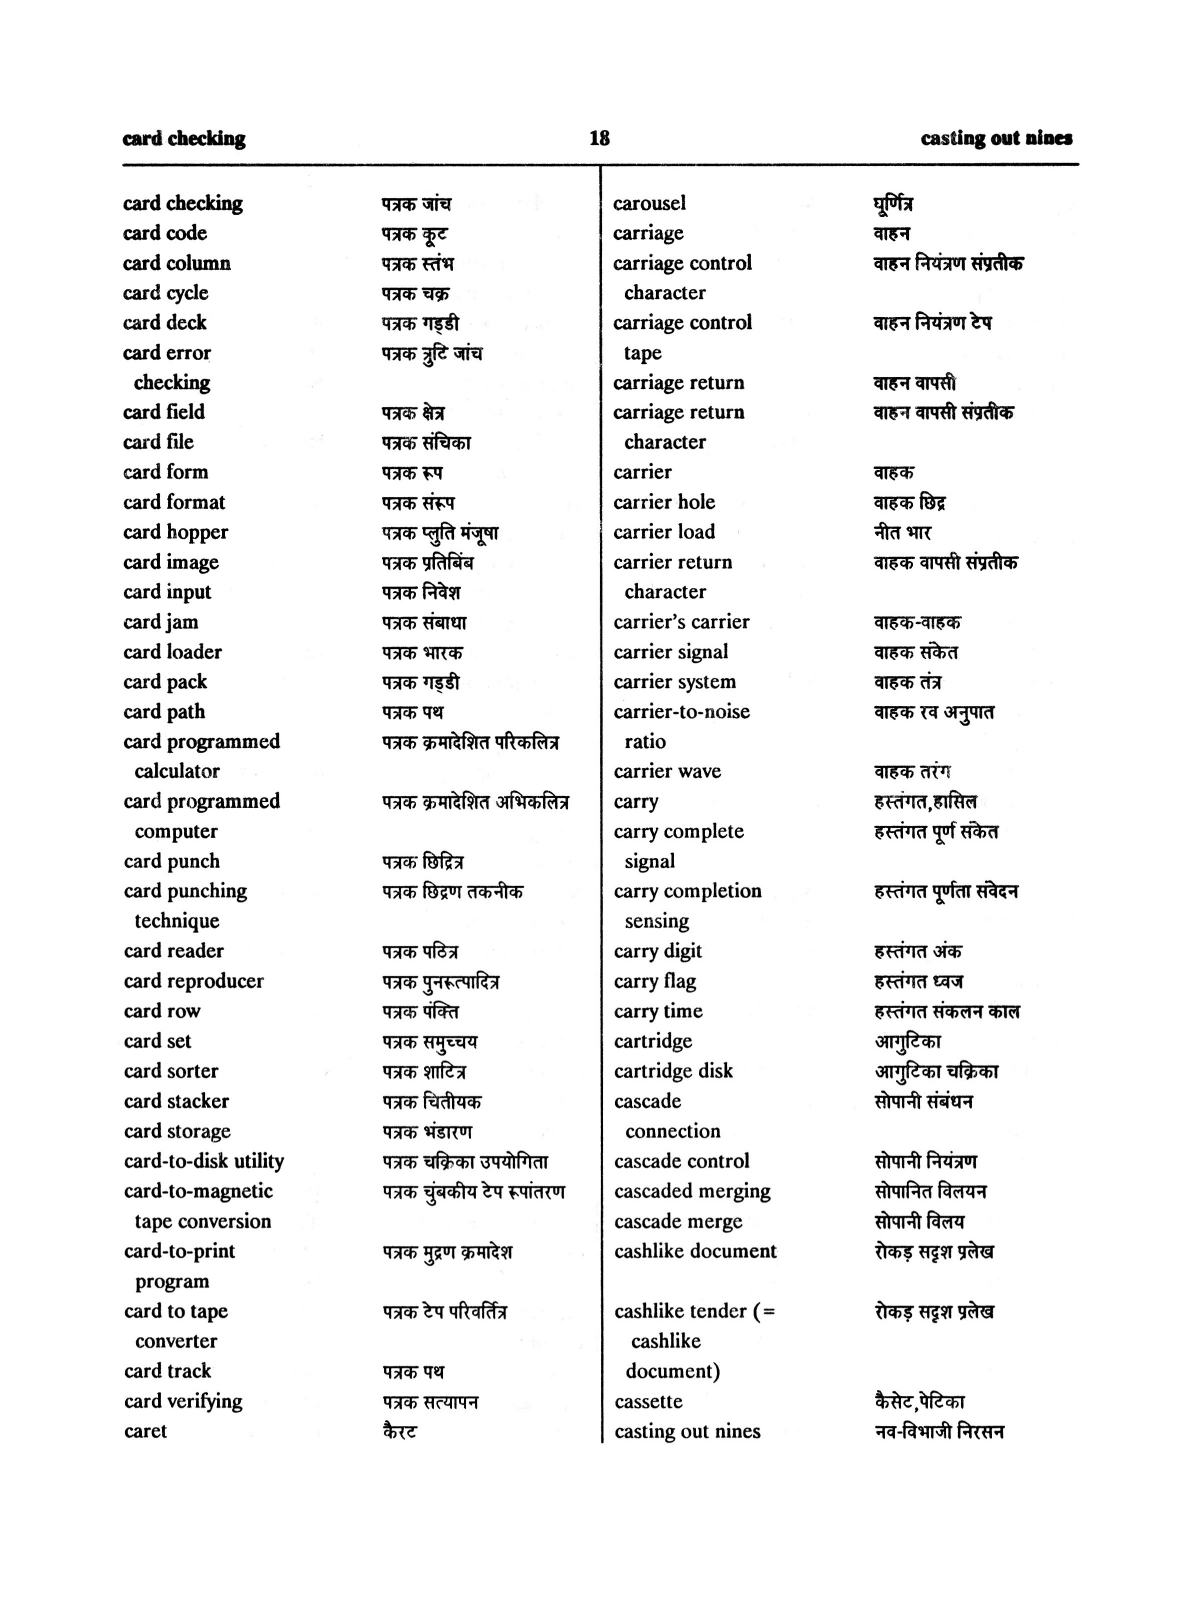 card checking 18 casting out nines
card checking पत्रक जांच
card code पत्रक कूट
card column पत्रक स्तंभ
card cycle पत्रक चक्र
card deck पत्रक गड्डी
card error पत्रक त्रुटि जांच
checking
card field पत्रक क्षेत्र
card file पत्रक संचिका
card form पत्रक रूप
card format पत्रक संरूप
card hopper पत्रक प्लुति मंजूषा
card image पत्रक प्रतिबिंब
card input पत्रक निवेश
card jam पत्रक संबाधा
card loader पत्रक भारक
card pack पत्रक गड्डी
card path पत्रक पथ
card programmed पत्रक क्रमादेशित परिकलित्र
calculator
card programmed पत्रक क्रमादेशित अभिकलित्र
computer
card punch पत्रक छिद्रित्र
card punching पत्रक छिद्रण तकनीक
technique
card reader पत्रक पठित्र
card reproducer पत्रक पुनरूत्पादित्र
card row पत्रक पंक्ति
card set पत्रक समुच्चय
card sorter पत्रक शाटित्र
card stacker पत्रक चितीयक
card storage पत्रक भंडारण
card-to-disk utility पत्रक चक्रिका उपयोगिता
card-to-magnetic पत्रक चुंबकीय टेप रूपांतरण
tape conversion
card-to-print पत्रक मुद्रण क्रमादेश
program
card to tape पत्रक टेप परिवर्तित्र
converter
card track पत्रक पथ
card verifying पत्रक सत्यापन
caret कैरट
carousel घूर्णित्र
carriage वाहन
carriage control वाहन नियंत्रण संप्रतीक
character
carriage control वाहन नियंत्रण टेप
tape
carriage return वाहन वापसी
carriage return वाहन वापसी संप्रतीक
character
carrier वाहक
carrier hole वाहक छिद्र
carrier load नीत भार
carrier return वाहक वापसी संप्रतीक
character
carrier's carrier वाहक-वाहक
carrier signal वाहक संकेत
carrier system वाहक तंत्र
carrier-to-noise वाहक रव अनुपात
ratio
carrier wave वाहक तरंग
carry हस्तंगत,हासिल
carry complete हस्तंगत पूर्ण संकेत
signal
carry completion हस्तंगत पूर्णता संवेदन
sensing
carry digit हस्तंगत अंक
carry flag हस्तंगत ध्वज
carry time हस्तंगत संकलन काल
cartridge आगुटिका
cartridge disk आगुटिका चक्रिका
cascade सोपानी संबंधन
connection
cascade control सोपानी नियंत्रण
cascaded merging सोपानित विलयन
cascade merge सोपानी विलय
cashlike document रोकड़ सदृश प्रलेख
cashlike tender (= रोकड़ सदृश प्रलेख
cashlike
document)
cassette कैसेट,पेटिका
casting out nines नव-विभाजी निरसन